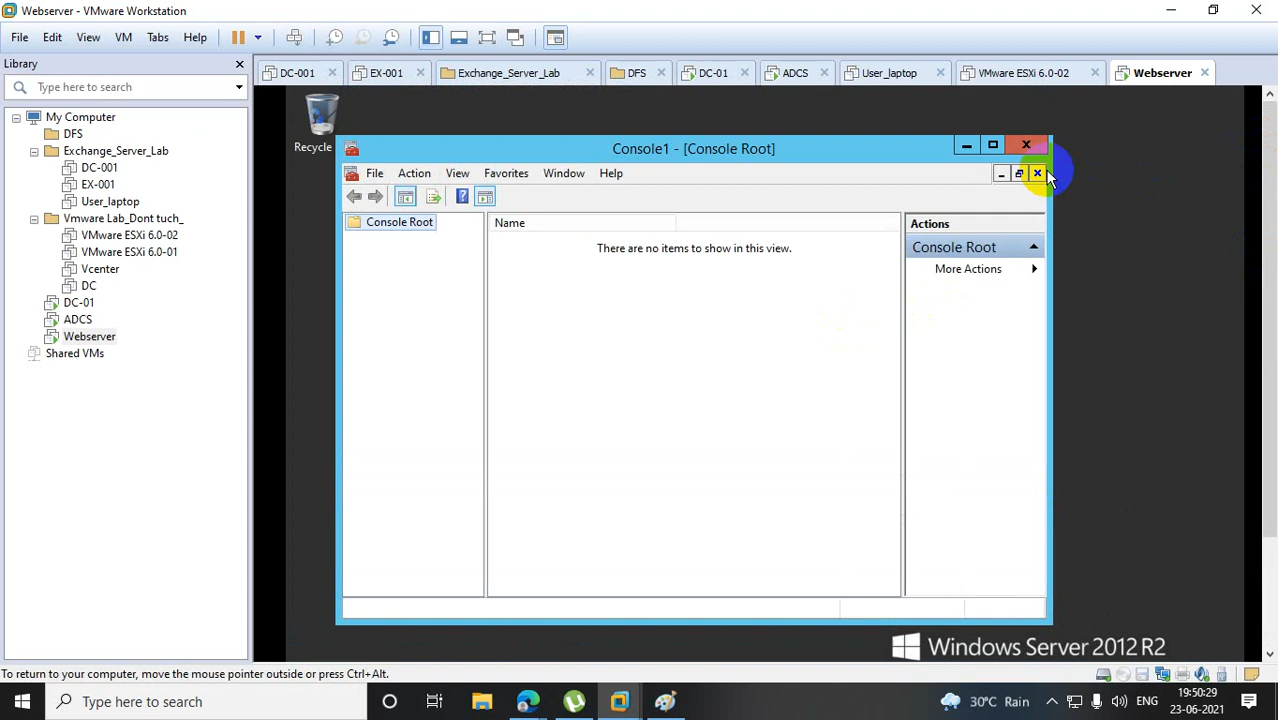 Webserver - VMware Workstation
File Edit View VM Tabs Help
Library
Type here to search
My Computer
DFS
Exchange_Server_Lab
DC-001
EX-001
User_laptop
Vmware Lab_Dont tuch_
VMware ESXi 6.0-02
VMware ESXi 6.0-01
Vcenter
DC
DC-01
ADCS
Webserver
Shared VMs
DC-001 EX-001 Exchange_Server_Lab DFS DC-01 ADCS User_laptop VMware ESXi 6.0-02 Webserver
Recycle
Console1 - [Console Root]
File Action View Favorites Window Help
Console Root
Name
There are no items to show in this view.
Actions
Console Root
More Actions
Windows Server 2012 R2
To return to your computer, move the mouse pointer outside or press Ctrl+Alt.
Type here to search
30°C Rain
ENG
19:50:29
23-06-2021